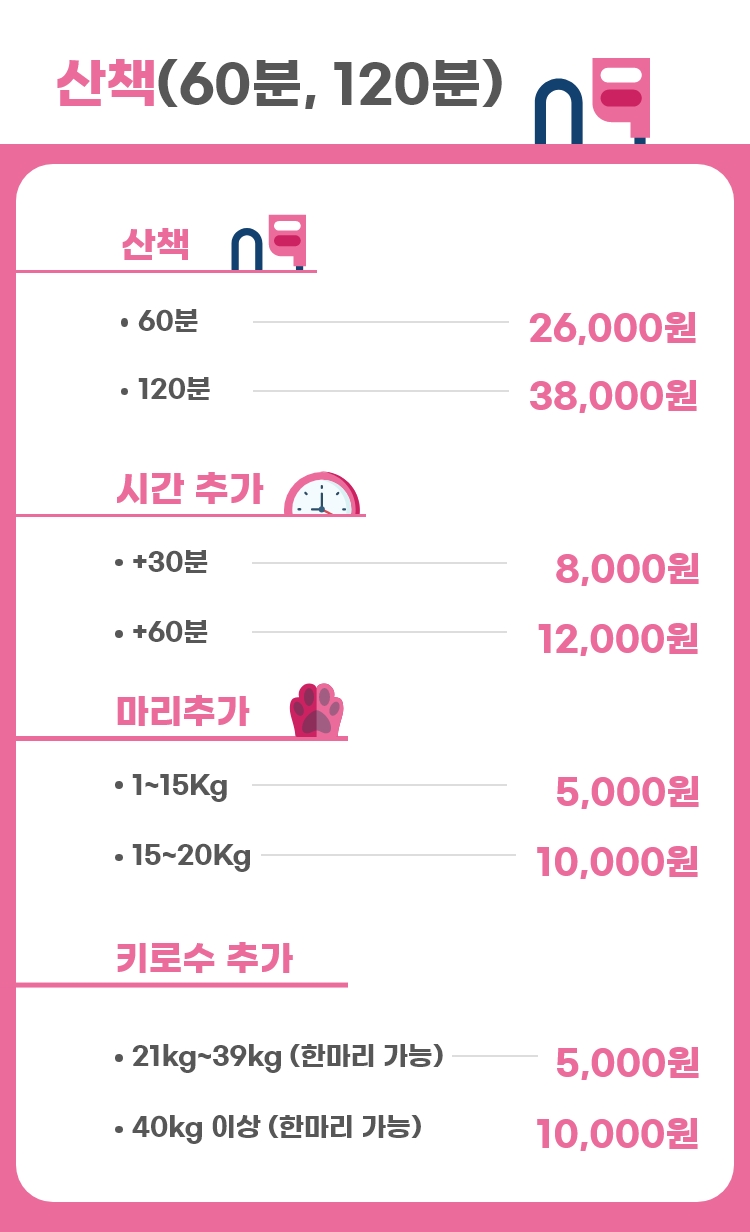 산책(60분, 120분)
산책
• 60분 26,000원
• 120분 38,000원
시간 추가
• +30분 8,000원
• +60분 12,000원
마리추가
• 1~15Kg 5,000원
• 15~20Kg 10,000원
키로수 추가
• 21kg~39kg (한마리 가능) 5,000원
• 40kg 이상 (한마리 가능) 10,000원